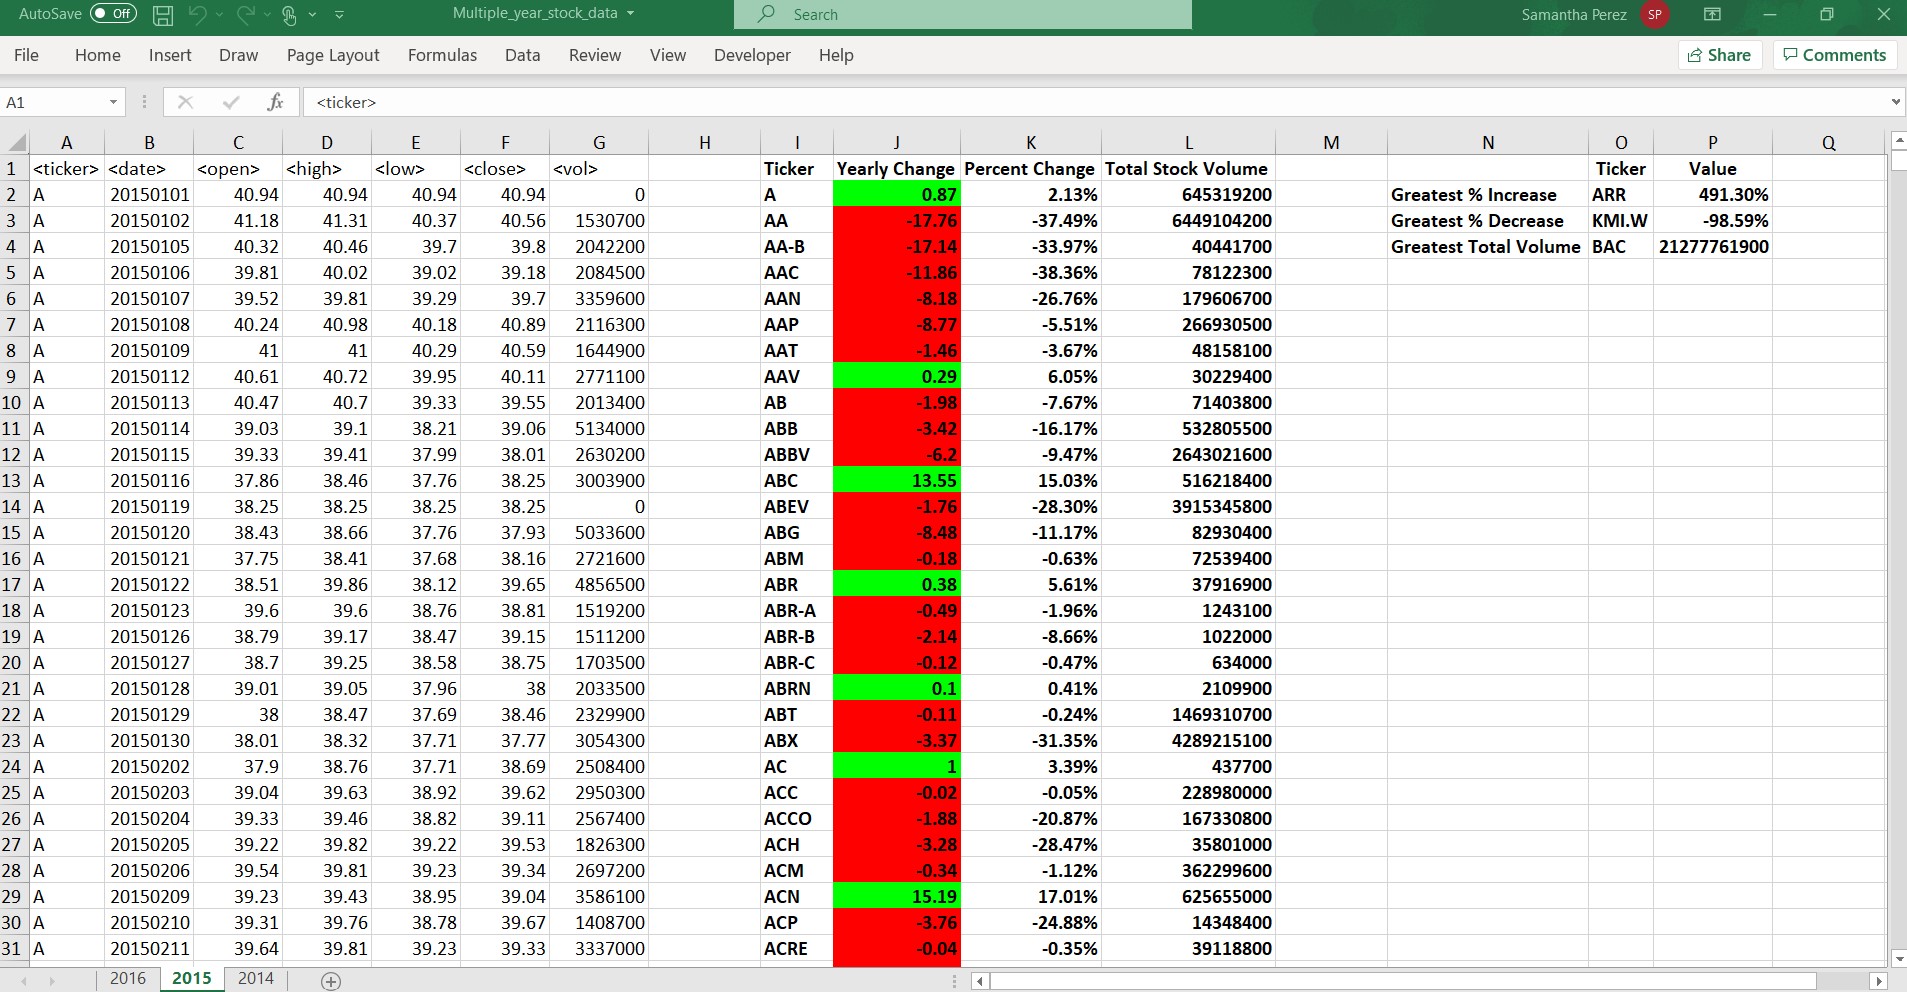 AutoSave Off Multiple_year_stock_data Search Samantha Perez SP
File Home Insert Draw Page Layout Formulas Data Review View Developer Help Share Comments
A1 fx <ticker>
A B C D E F G H I J K L M N O P Q
1 <ticker> <date> <open> <high> <low> <close> <vol> Ticker Yearly Change Percent Change Total Stock Volume Ticker Value
2 A 20150101 40.94 40.94 40.94 40.94 0 A 0.87 2.13% 645319200 Greatest % Increase ARR 491.30%
3 A 20150102 41.18 41.31 40.37 40.56 1530700 AA -17.76 -37.49% 6449104200 Greatest % Decrease KMI.W -98.59%
4 A 20150105 40.32 40.46 39.7 39.8 2042200 AA-B -17.14 -33.97% 40441700 Greatest Total Volume BAC 21277761900
5 A 20150106 39.81 40.02 39.02 39.18 2084500 AAC -11.86 -38.36% 78122300
6 A 20150107 39.52 39.81 39.29 39.7 3359600 AAN -8.18 -26.76% 179606700
7 A 20150108 40.24 40.98 40.18 40.89 2116300 AAP -8.77 -5.51% 266930500
8 A 20150109 41 41 40.29 40.59 1644900 AAT -1.46 -3.67% 48158100
9 A 20150112 40.61 40.72 39.95 40.11 2771100 AAV 0.29 6.05% 30229400
10 A 20150113 40.47 40.7 39.33 39.55 2013400 AB -1.98 -7.67% 71403800
11 A 20150114 39.03 39.1 38.21 39.06 5134000 ABB -3.42 -16.17% 532805500
12 A 20150115 39.33 39.41 37.99 38.01 2630200 ABBV -6.2 -9.47% 2643021600
13 A 20150116 37.86 38.46 37.76 38.25 3003900 ABC 13.55 15.03% 516218400
14 A 20150119 38.25 38.25 38.25 38.25 0 ABEV -1.76 -28.30% 3915345800
15 A 20150120 38.43 38.66 37.76 37.93 5033600 ABG -8.48 -11.17% 82930400
16 A 20150121 37.75 38.41 37.68 38.16 2721600 ABM -0.18 -0.63% 72539400
17 A 20150122 38.51 39.86 38.12 39.65 4856500 ABR 0.38 5.61% 37916900
18 A 20150123 39.6 39.6 38.76 38.81 1519200 ABR-A -0.49 -1.96% 1243100
19 A 20150126 38.79 39.17 38.47 39.15 1511200 ABR-B -2.14 -8.66% 1022000
20 A 20150127 38.7 39.25 38.58 38.75 1703500 ABR-C -0.12 -0.47% 634000
21 A 20150128 39.01 39.05 37.96 38 2033500 ABRN 0.1 0.41% 2109900
22 A 20150129 38 38.47 37.69 38.46 2329900 ABT -0.11 -0.24% 1469310700
23 A 20150130 38.01 38.32 37.71 37.77 3054300 ABX -3.37 -31.35% 4289215100
24 A 20150202 37.9 38.76 37.71 38.69 2508400 AC 1 3.39% 437700
25 A 20150203 39.04 39.63 38.92 39.62 2950300 ACC -0.02 -0.05% 228980000
26 A 20150204 39.33 39.46 38.82 39.11 2567400 ACCO -1.88 -20.87% 167330800
27 A 20150205 39.22 39.82 39.22 39.53 1826300 ACH -3.28 -28.47% 35801000
28 A 20150206 39.54 39.81 39.23 39.34 2697200 ACM -0.34 -1.12% 362299600
29 A 20150209 39.23 39.43 38.95 39.04 3586100 ACN 15.19 17.01% 625655000
30 A 20150210 39.31 39.76 38.78 39.67 1408700 ACP -3.76 -24.88% 14348400
31 A 20150211 39.64 39.81 39.23 39.33 3337000 ACRE -0.04 -0.35% 39118800
2016 2015 2014